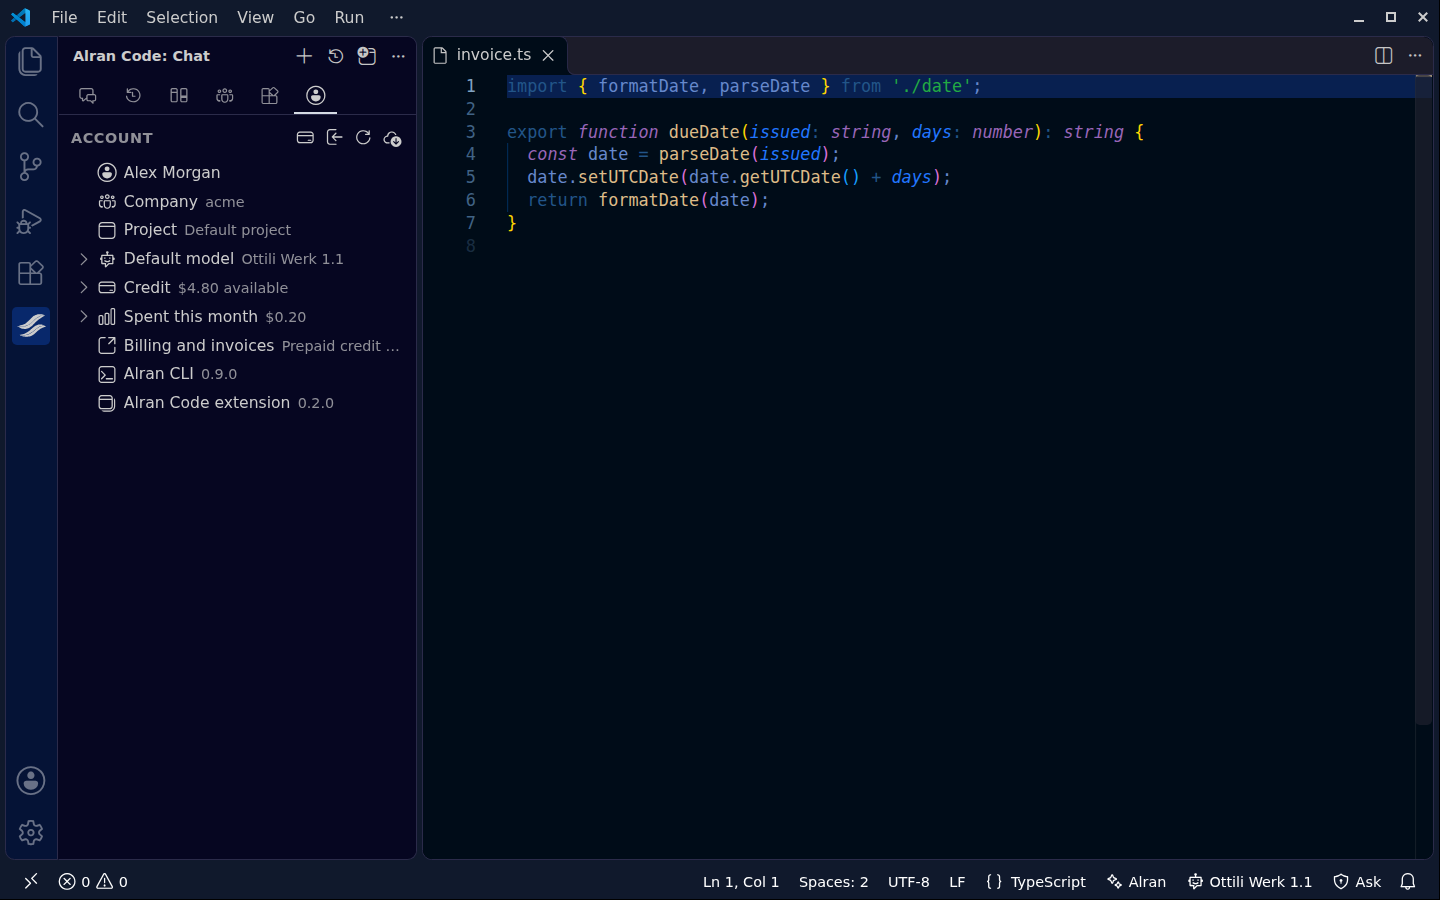 File Edit Selection View Go Run
Alran Code: Chat
invoice.ts
ACCOUNT
Alex Morgan
Company acme
Project Default project
Default model Ottili Werk 1.1
Credit $4.80 available
Spent this month $0.20
Billing and invoices Prepaid credit ...
Alran CLI 0.9.0
Alran Code extension 0.2.0
1 import { formatDate, parseDate } from './date';
2
3 export function dueDate(issued: string, days: number): string {
4 const date = parseDate(issued);
5 date.setUTCDate(date.getUTCDate() + days);
6 return formatDate(date);
7 }
8
0 0 Ln 1, Col 1 Spaces: 2 UTF-8 LF { } TypeScript Alran Ottili Werk 1.1 Ask